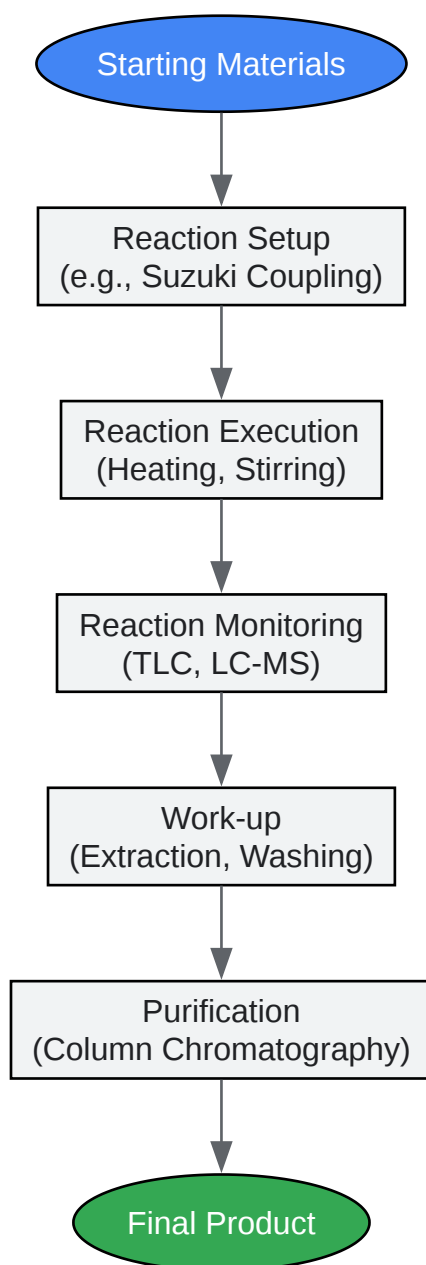 Starting Materials
Reaction Setup
(e.g., Suzuki Coupling)
Reaction Execution
(Heating, Stirring)
Reaction Monitoring
(TLC, LC-MS)
Work-up
(Extraction, Washing)
Purification
(Column Chromatography)
Final Product